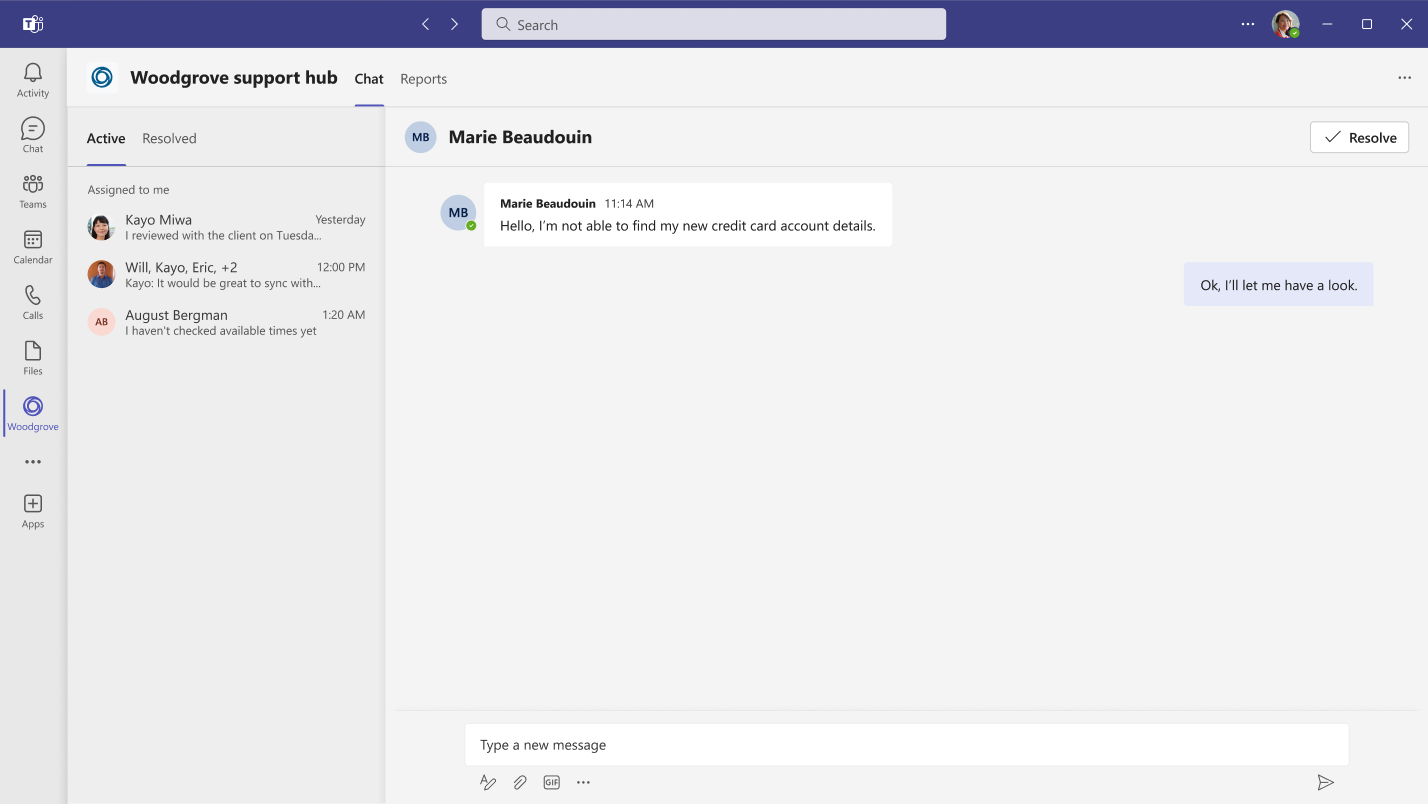 Search
Activity
Chat
Teams
Calendar
Calls
Files
Woodgrove
Apps
Woodgrove support hub
Chat
Reports
Active
Resolved
Assigned to me
Kayo Miwa
Yesterday
I reviewed with the client on Tuesda...
Will, Kayo, Eric, +2
12:00 PM
Kayo: It would be great to sync with...
AB
August Bergman
1:20 AM
I haven't checked available times yet
MB
Marie Beaudouin
Resolve
MB
Marie Beaudouin 11:14 AM
Hello, I’m not able to find my new credit card account details.
Ok, I’ll let me have a look.
Type a new message
GIF